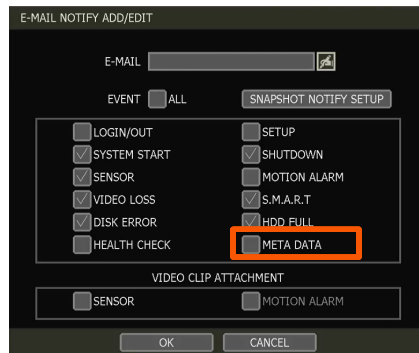 E-MAIL NOTIFY ADD/EDIT
E-MAIL
EVENT ALL SNAPSHOT NOTIFY SETUP
LOGIN/OUT SETUP
SYSTEM START SHUTDOWN
SENSOR MOTION ALARM
VIDEO LOSS S.M.A.R.T
DISK ERROR HDD FULL
HEALTH CHECK META DATA
VIDEO CLIP ATTACHMENT
SENSOR MOTION ALARM
OK CANCEL